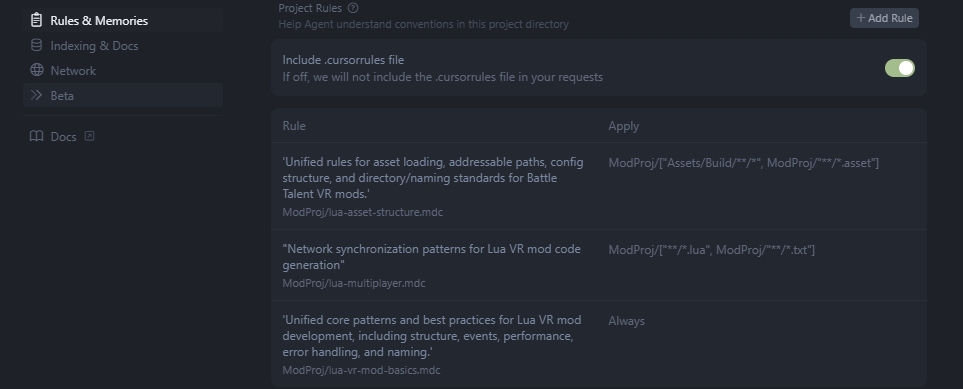 Rules & Memories
Indexing & Docs
Network
Beta
Docs
Project Rules
Help Agent understand conventions in this project directory
+ Add Rule
Include .cursorrules file
If off, we will not include the .cursorrules file in your requests
Rule Apply
'Unified rules for asset loading, addressable paths, config
structure, and directory/naming standards for Battle
Talent VR mods.'
ModProj/lua-asset-structure.mdc
ModProj/["Assets/Build/**/*", ModProj/"**/*.asset"]
"Network synchronization patterns for Lua VR mod code
generation"
ModProj/lua-multiplayer.mdc
ModProj/["**/*.lua", ModProj/"**/*.txt"]
'Unified core patterns and best practices for Lua VR mod
development, including structure, events, performance,
error handling, and naming.'
ModProj/lua-vr-mod-basics.mdc
Always